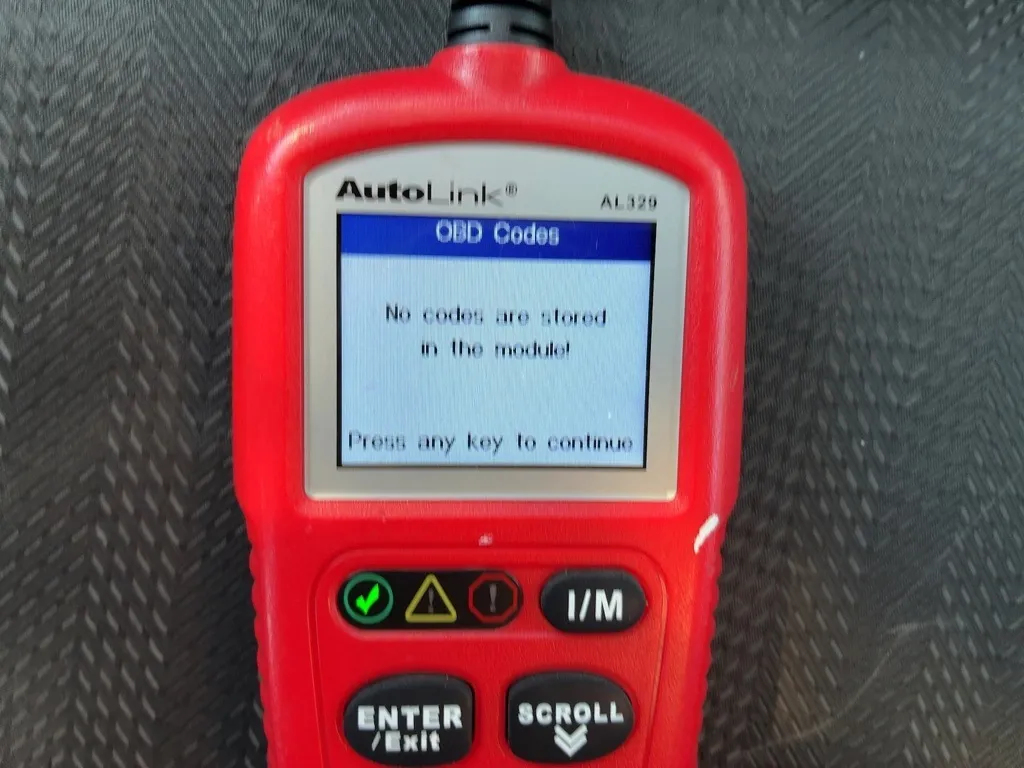 AutoLink®
AL329
OBD Codes
No codes are stored
in the module!
Press any key to continue
I/M
ENTER
/Exit
SCROLL